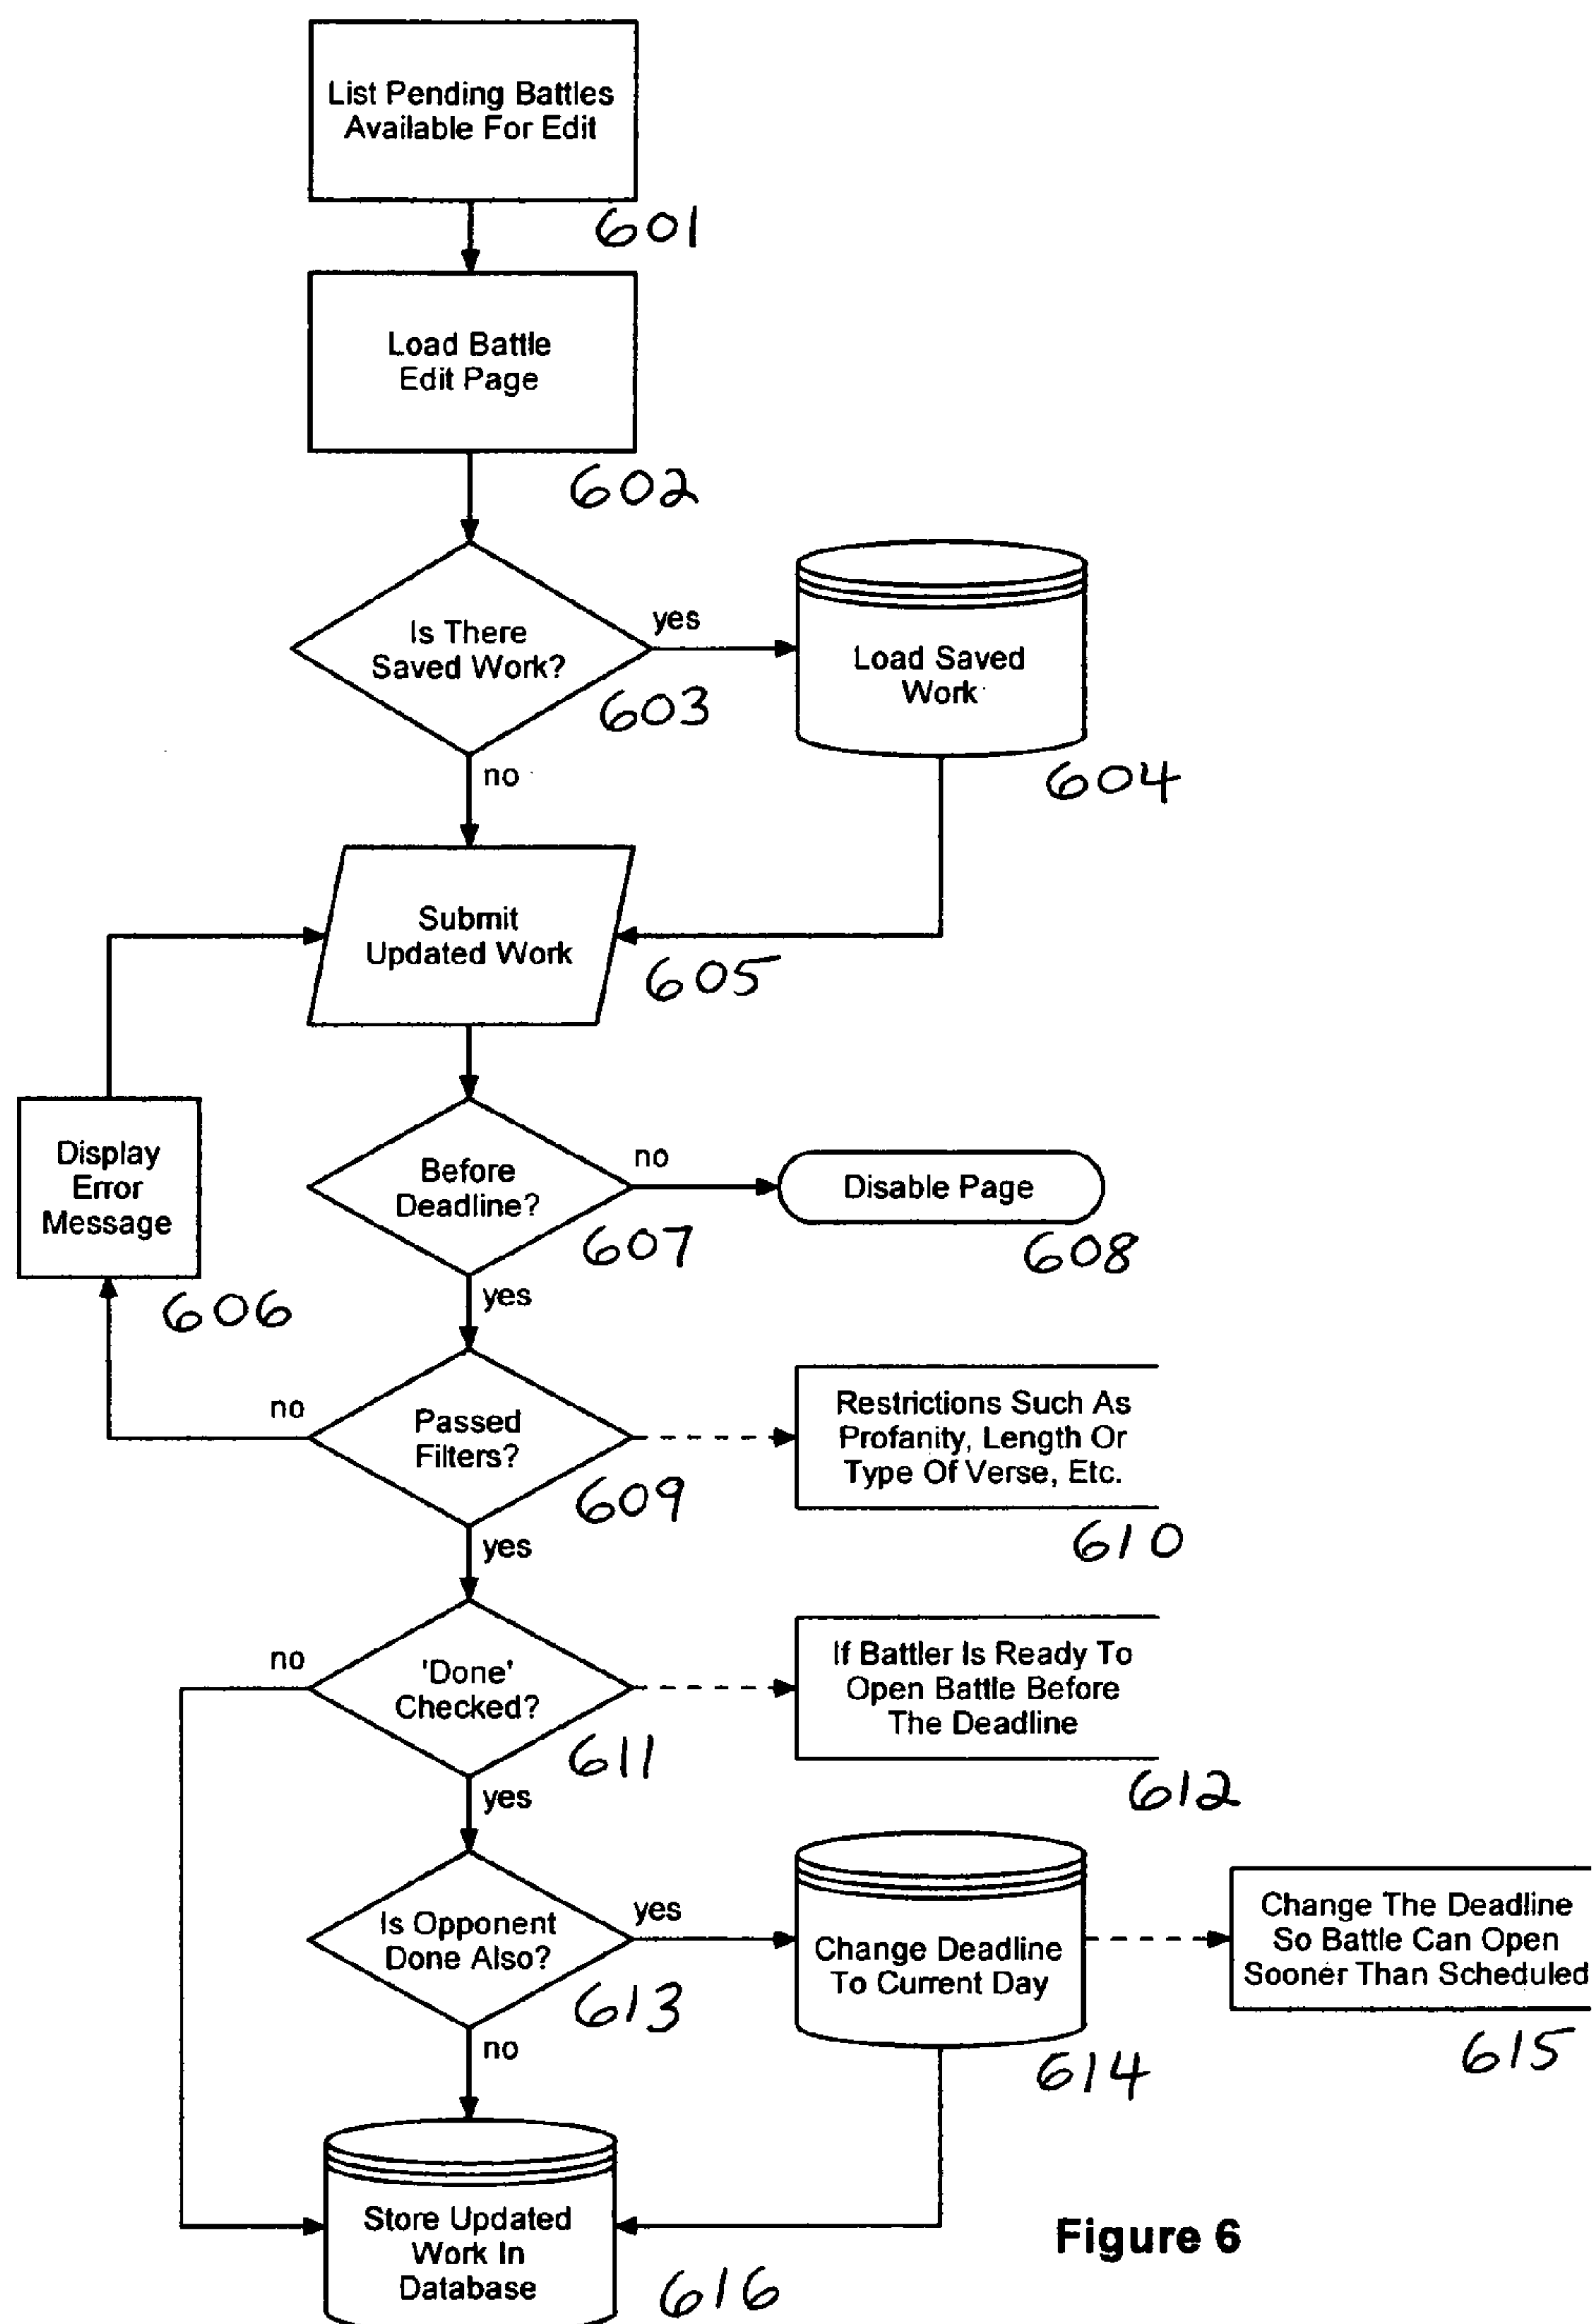 List Pending Battles
Available For Edit
601
Load Battle
Edit Page
602
Is There
Saved Work?
603
yes
no
Load Saved
Work
604
Submit
Updated Work
605
Display
Error
Message
606
Before
Deadline?
607
no
yes
Disable Page
608
Passed
Filters?
609
no
yes
Restrictions Such As
Profanity, Length Or
Type Of Verse, Etc.
610
'Done'
Checked?
611
no
yes
If Battler Is Ready To
Open Battle Before
The Deadline
612
Is Opponent
Done Also?
613
yes
no
Change Deadline
To Current Day
614
Change The Deadline
So Battle Can Open
Sooner Than Scheduled
615
Store Updated
Work In
Database
616
Figure 6